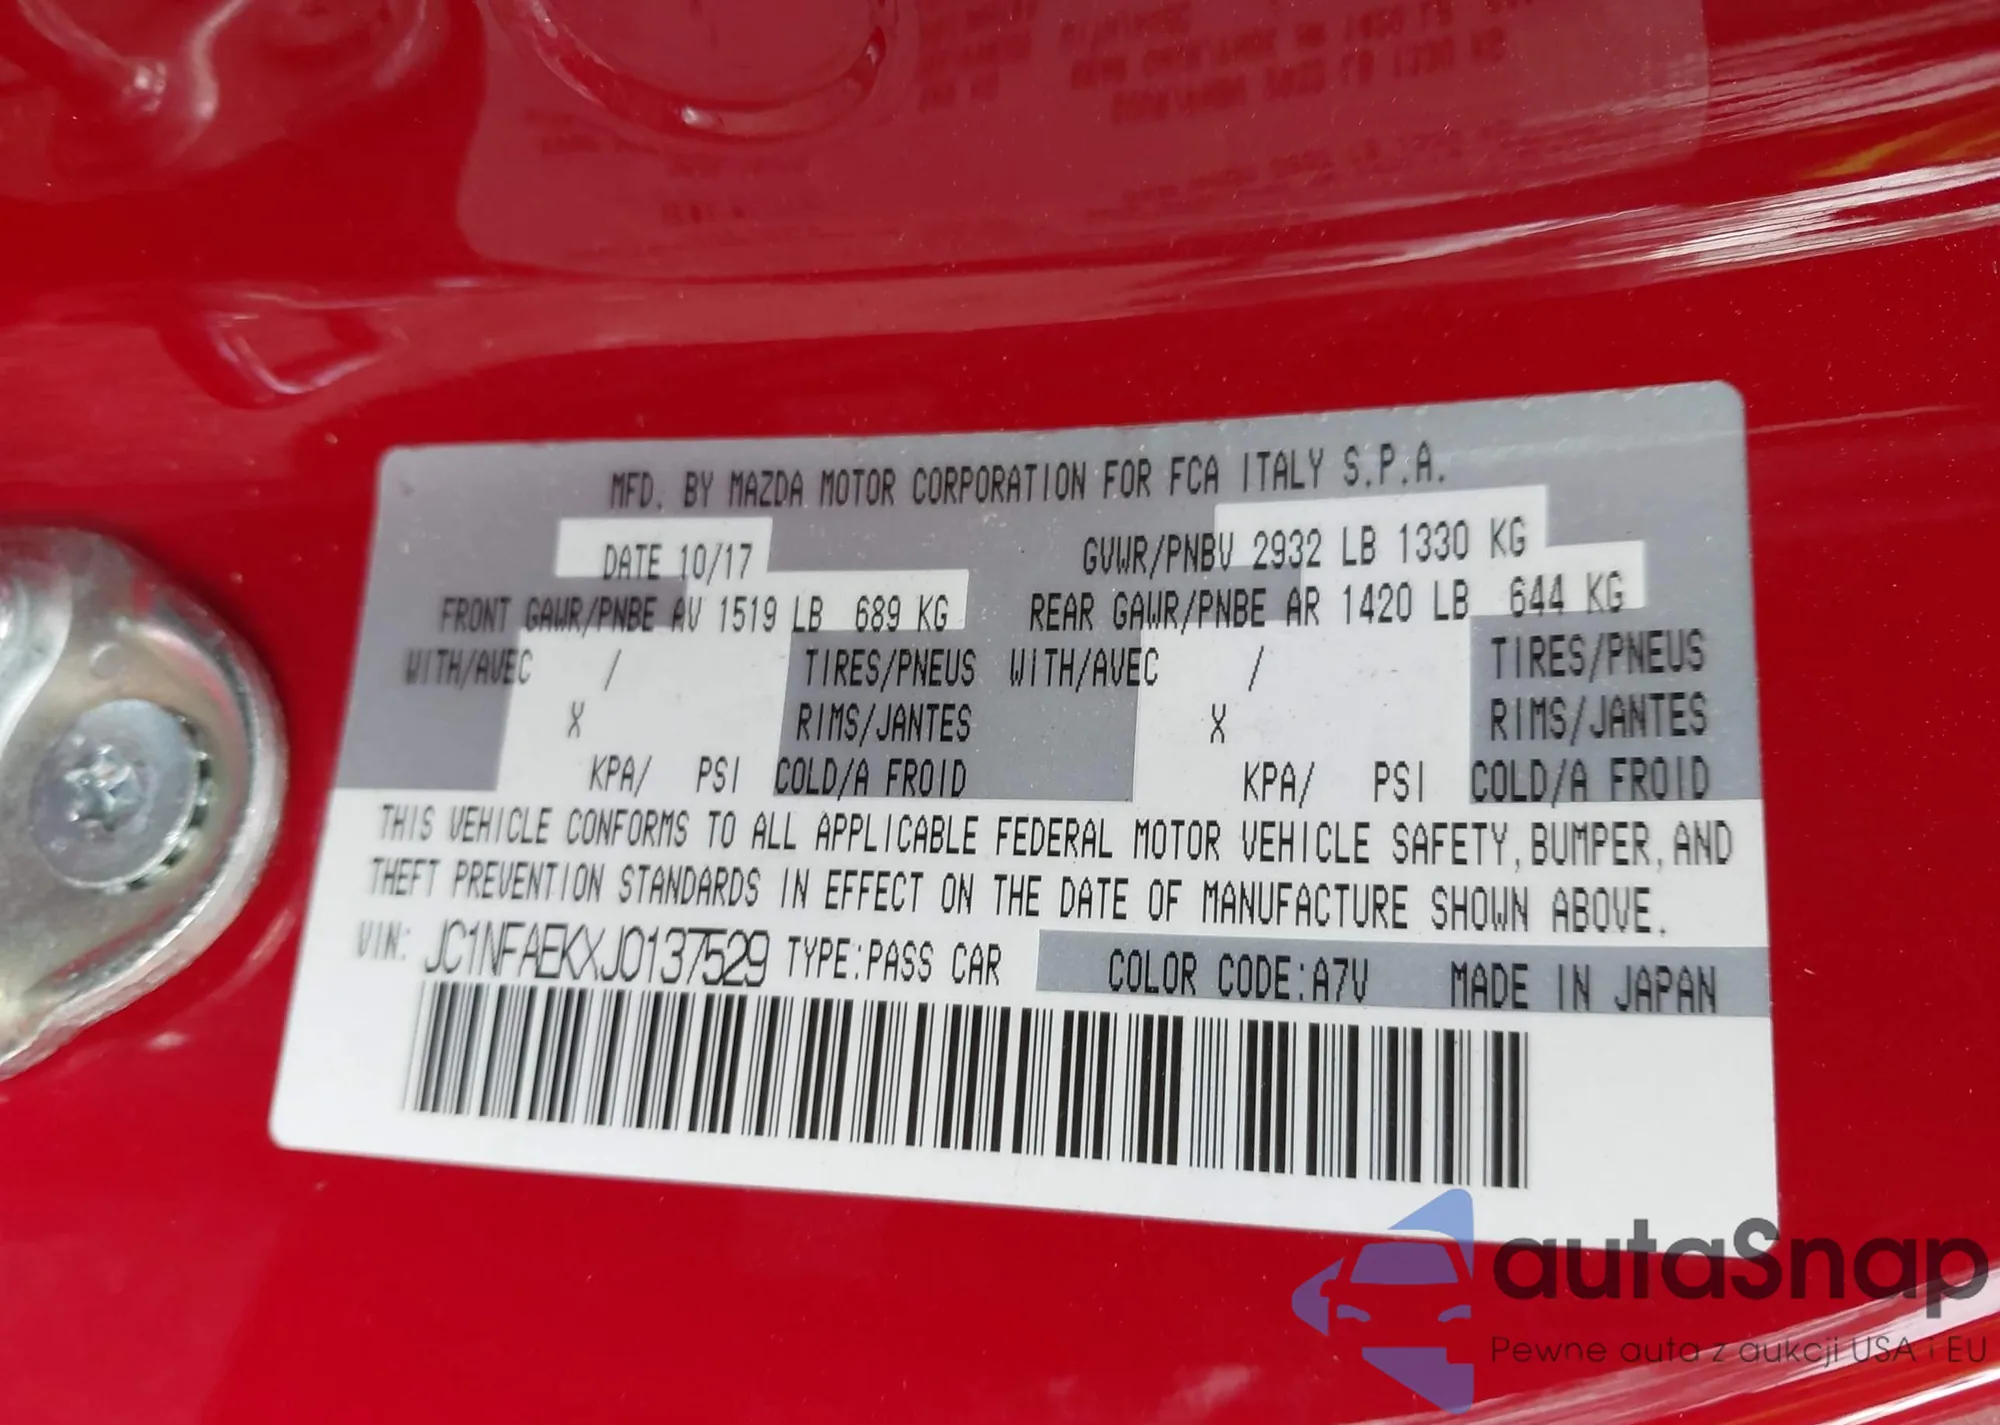 MFD. BY MAZDA MOTOR CORPORATION FOR FCA ITALY S.P.A.
DATE 10/17 GVWR/PNBV 2932 LB 1330 KG
FRONT GAWR/PNBE AV 1519 LB 689 KG REAR GAWR/PNBE AR 1420 LB 644 KG
WITH/AVEC / TIRES/PNEUS WITH/AVEC / TIRES/PNEUS
X RIMS/JANTES X RIMS/JANTES
KPA/ PSI COLD/A FROID KPA/ PSI COLD/A FROID
THIS VEHICLE CONFORMS TO ALL APPLICABLE FEDERAL MOTOR VEHICLE SAFETY, BUMPER, AND
THEFT PREVENTION STANDARDS IN EFFECT ON THE DATE OF MANUFACTURE SHOWN ABOVE.
VIN: JC1NFAEKXJ0137529 TYPE:PASS CAR COLOR CODE:A7V MADE IN JAPAN
autaSnap
Pewne auta z aukcji USA i EU